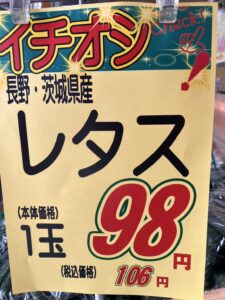 イチオシ
check!
長野・茨城県産
レタス
(本体価格)
1玉
98円
(税込価格)
106円